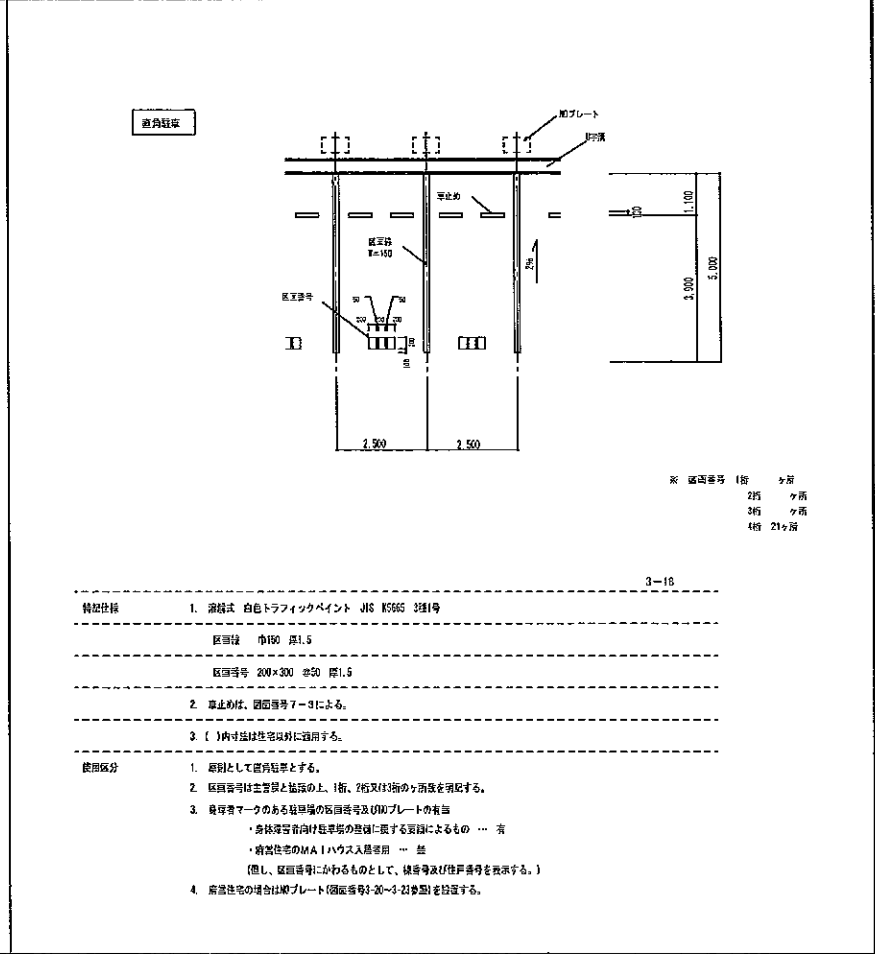 直角駐車
NOプレート
U字溝
車止め
区画線
W=150
2%
区画番号
50 50
200 200 200
300
100
1.100
3.900
5.000
2.500 2.500
※ 区画番号 1桁 ヶ所
2桁 ヶ所
3桁 ヶ所
4桁 21ヶ所
3−18
特記仕様 1. 溶融式 白色トラフィックペイント JIS K5665 3種1号
区画線 巾150 厚1.5
区画番号 200×300 巾50 厚1.5
2. 車止めは、図面番号7−3による。
3. ( )内寸法は住宅以外に適用する。
使用区分 1. 原則として直角駐車とする。
2. 区画番号は主管課と協議の上、1桁、2桁又は3桁のヶ所数を明記する。
3. 身障者マークのある駐車場の区画番号及びNOプレートの有無
・身体障害者向け駐車場の整備に関する要綱によるもの … 有
・府営住宅のMAIハウス入居者用 … 無
(但し、区画番号にかわるものとして、棟番号及び住戸番号を表示する。)
4. 府営住宅の場合はNOプレート(図面番号3-20~3-23参照)を設置する。